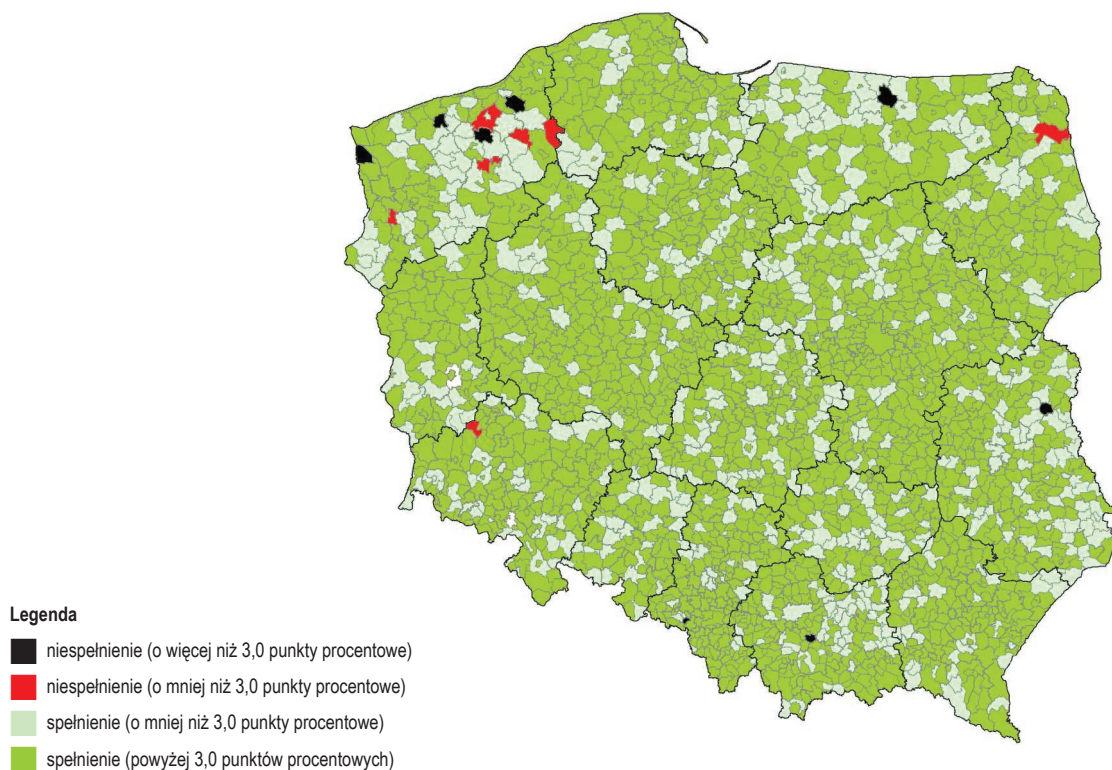 Legenda
niespełnienie (o więcej niż 3,0 punkty procentowe)
niespełnienie (o mniej niż 3,0 punkty procentowe)
spełnienie (o mniej niż 3,0 punkty procentowe)
spełnienie (powyżej 3,0 punktów procentowych)